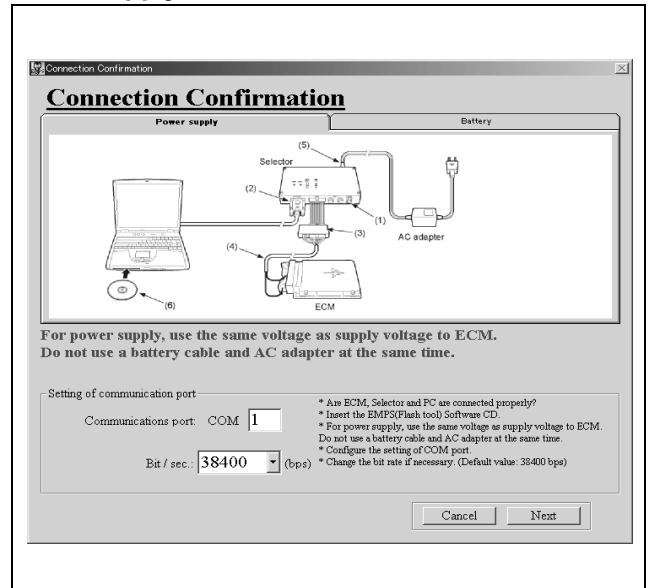 Connection Confirmation
Connection Confirmation
Power supply
Battery
(5)
Selector
(2)
(1)
(3)
AC adapter
(4)
(6)
ECM
For power supply, use the same voltage as supply voltage to ECM.
Do not use a battery cable and AC adapter at the same time.
Setting of communication port
Communications port: COM 1
Bit / sec.: 38400 (bps)
* Are ECM, Selector and PC are connected properly?
* Insert the EMPS(Flash tool) Software CD.
* For power supply, use the same voltage as supply voltage to ECM.
Do not use a battery cable and AC adapter at the same time.
* Configure the setting of COM port.
* Change the bit rate if necessary. (Default value: 38400 bps)
Cancel
Next